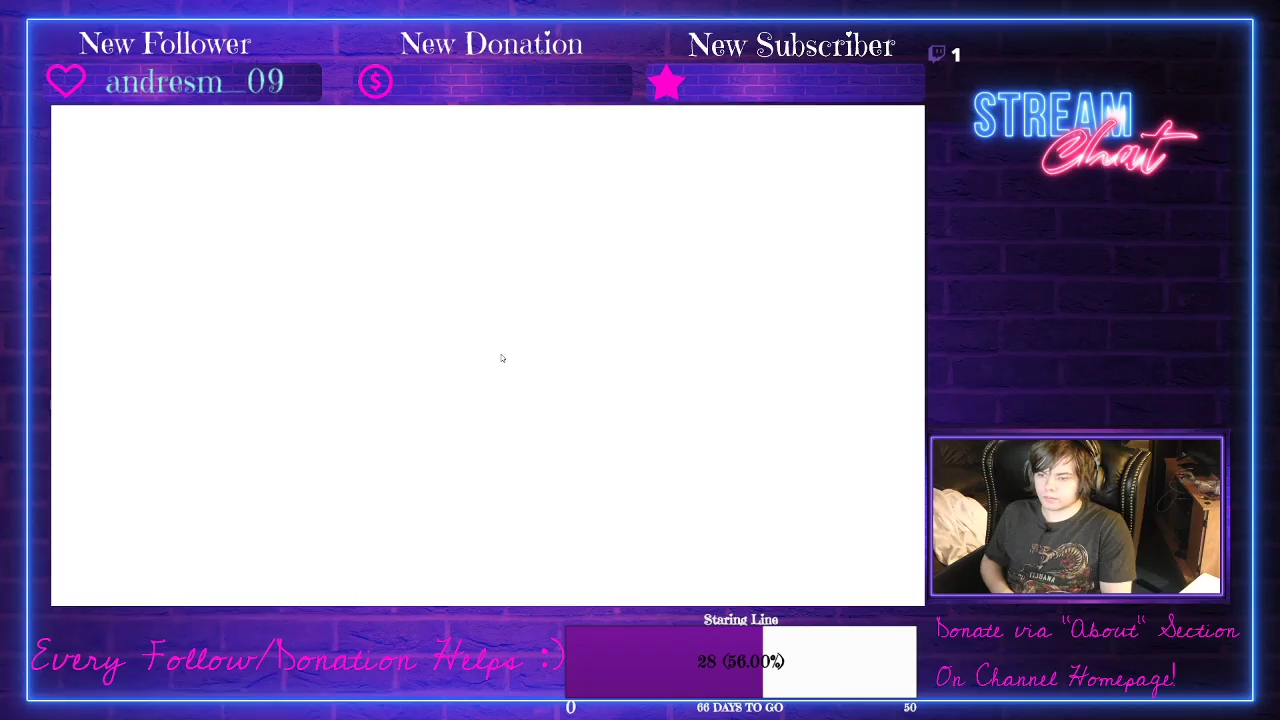 New Follower
New Donation
New Subscriber
1
andresm_09
$
STREAM
Chat
TIJUANA
Staring Line
28 (56.00%)
0
66 DAYS TO GO
50
Every Follow/Donation Helps :)
Donate via "About" Section
On Channel Homepage!